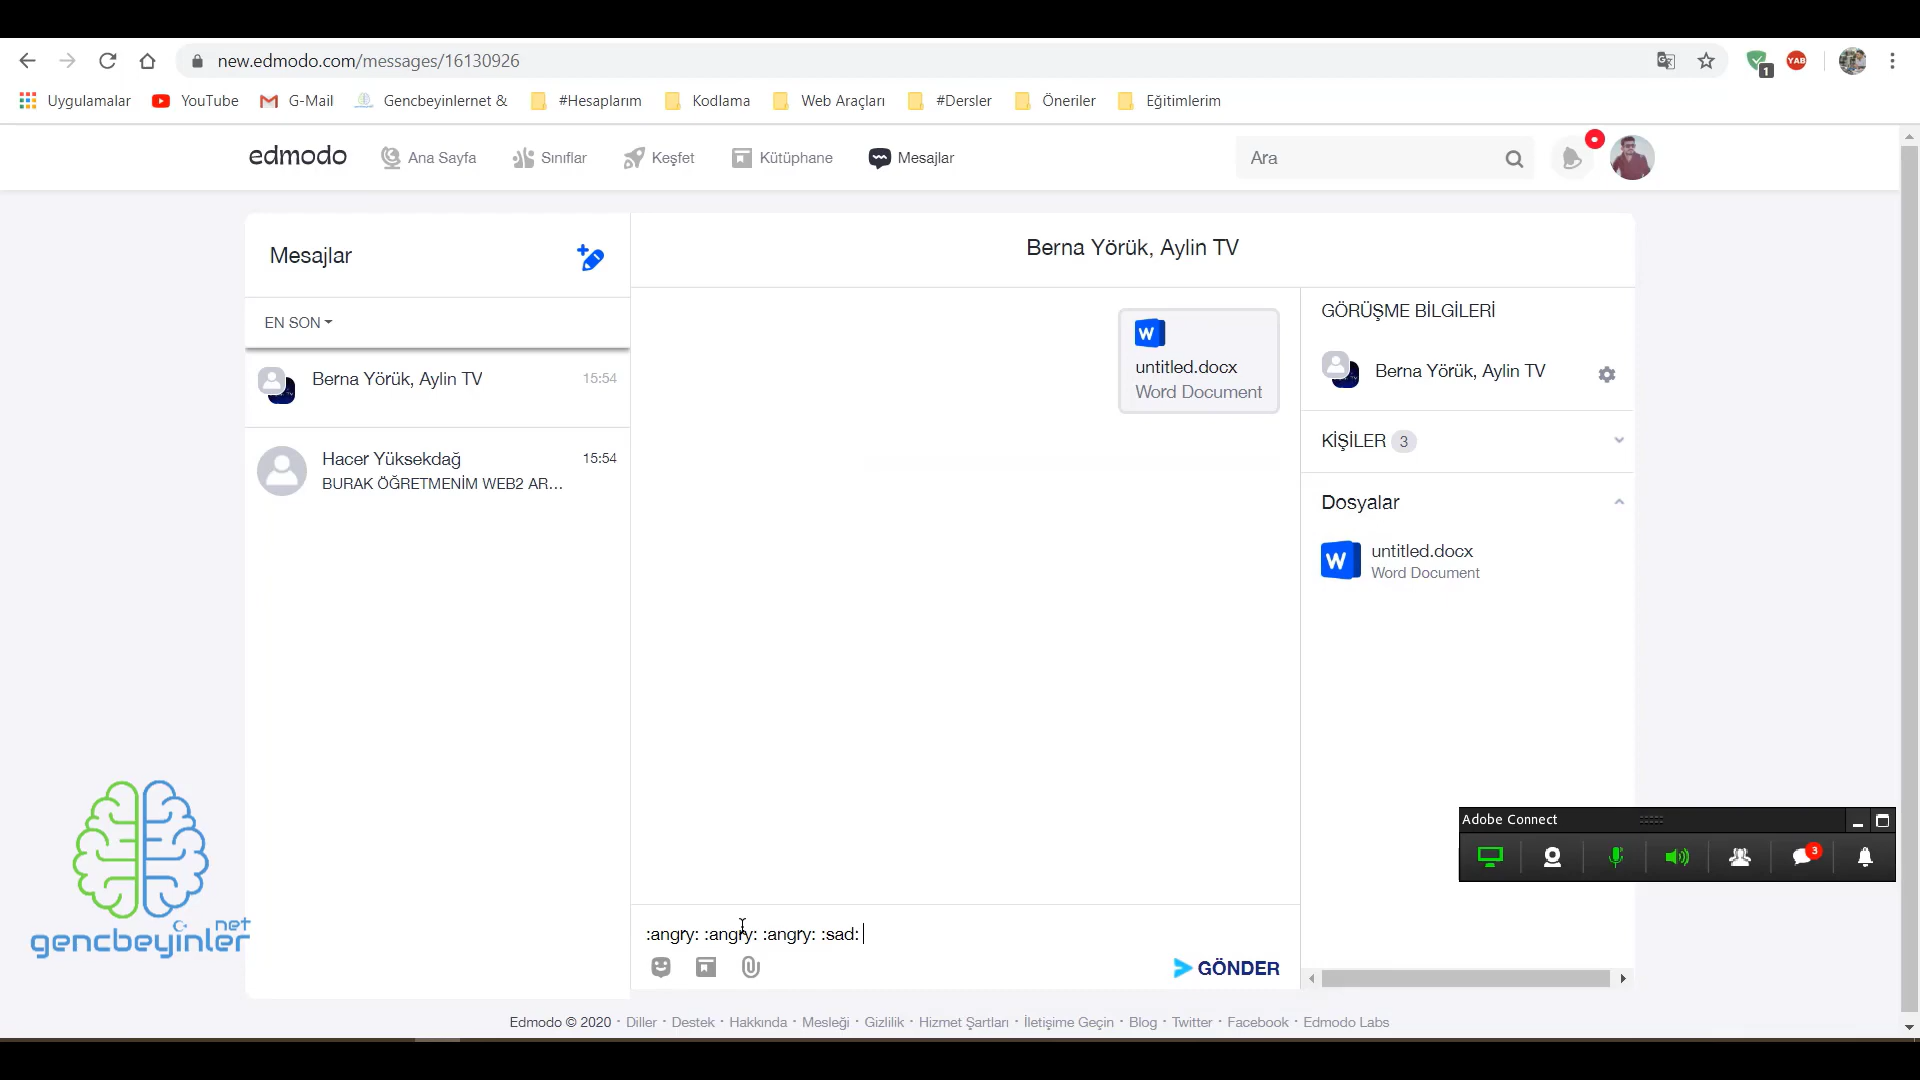 new.edmodo.com/messages/16130926
1
YAB
Uygulamalar YouTube G-Mail Gencbeyinlernet & #Hesaplarım Kodlama Web Araçları #Dersler Öneriler Eğitimlerim
edmodo Ana Sayfa Sınıflar Keşfet Kütüphane Mesajlar Ara
Mesajlar
Berna Yörük, Aylin TV
EN SON
Berna Yörük, Aylin TV 15:54
Hacer Yüksekdağ 15:54
BURAK ÖĞRETMENİM WEB2 AR...
W
untitled.docx
Word Document
GÖRÜŞME BİLGİLERİ
Berna Yörük, Aylin TV
KİŞİLER 3
Dosyalar
W
untitled.docx
Word Document
Adobe Connect
3
:angry: :angry: :angry: :sad:
GÖNDER
net
gencbeyinler
Edmodo © 2020 · Diller · Destek · Hakkında · Mesleği · Gizlilik · Hizmet Şartları · İletişime Geçin · Blog · Twitter · Facebook · Edmodo Labs